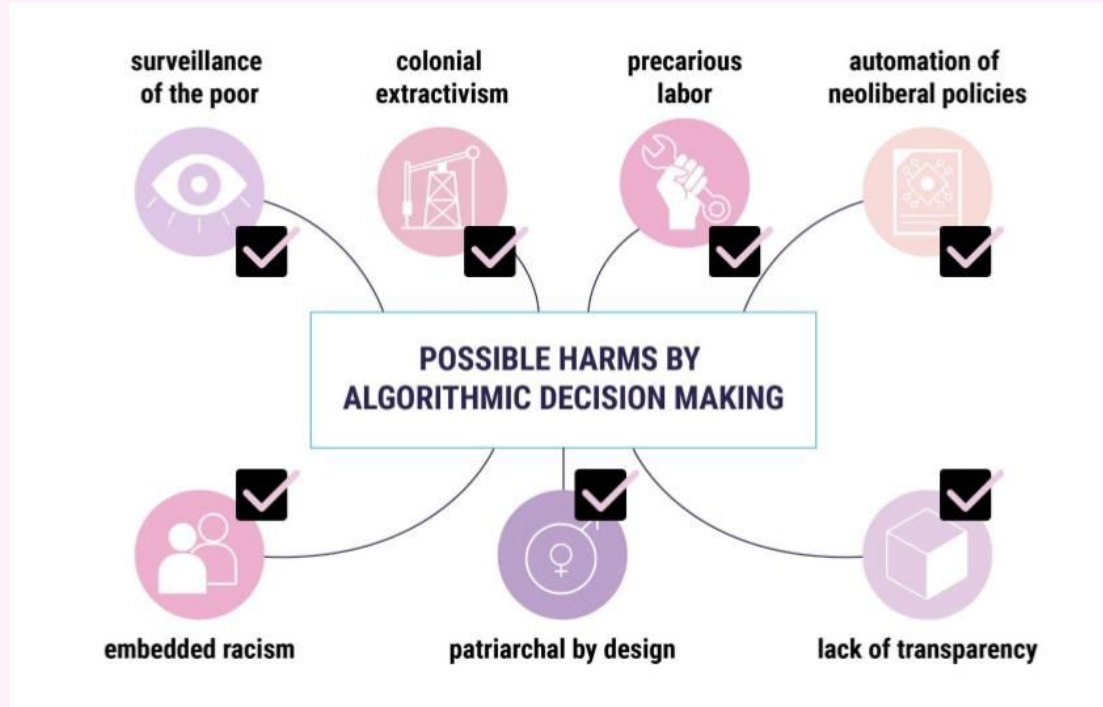 surveillance
of the poor
colonial
extractivism
precarious
labor
automation of
neoliberal policies
POSSIBLE HARMS BY
ALGORITHMIC DECISION MAKING
embedded racism
patriarchal by design
lack of transparency